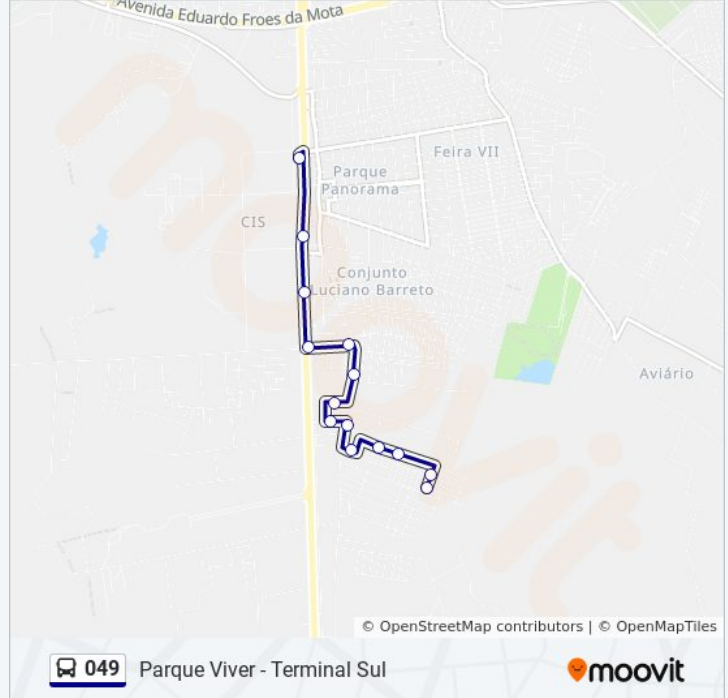 Avenida Eduardo Froes da Mota
Feira VII
Parque
Panorama
CIS
Conjunto
Luciano Barreto
Aviário
moovit
© OpenStreetMap contributors | © OpenMapTiles
049 Parque Viver - Terminal Sul
moovit